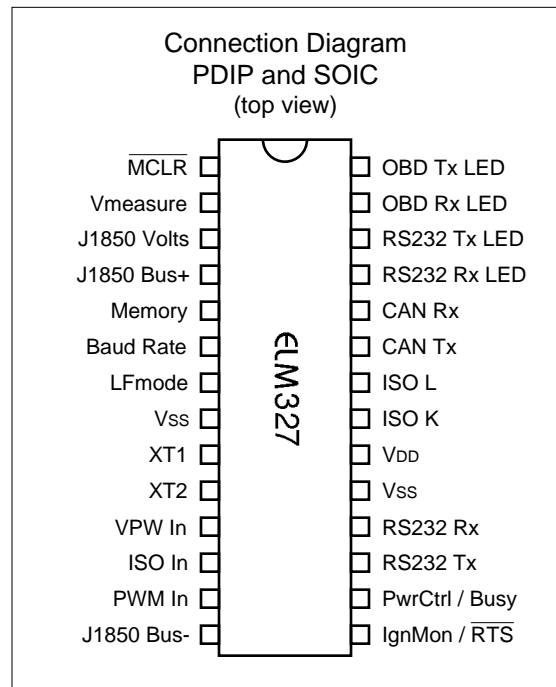 Connection Diagram
PDIP and SOIC
(top view)
MCLR
Vmeasure
J1850 Volts
J1850 Bus+
Memory
Baud Rate
LFmode
Vss
XT1
XT2
VPW In
ISO In
PWM In
J1850 Bus-
ELM327
OBD Tx LED
OBD Rx LED
RS232 Tx LED
RS232 Rx LED
CAN Rx
CAN Tx
ISO L
ISO K
VDD
Vss
RS232 Rx
RS232 Tx
PwrCtrl / Busy
IgnMon / RTS